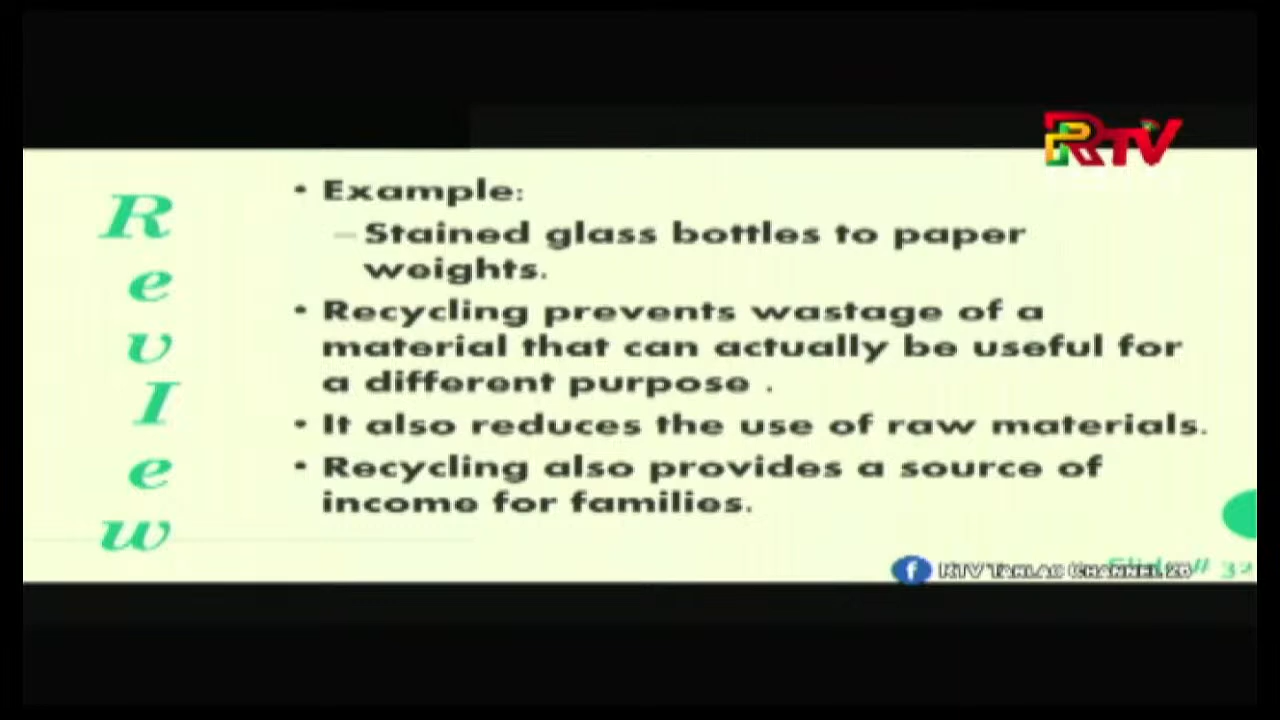 RTV
R
e
v
I
e
w
• Example:
– Stained glass bottles to paper
weights.
• Recycling prevents wastage of a
material that can actually be useful for
a different purpose .
• It also reduces the use of raw materials.
• Recycling also provides a source of
income for families.
f RTV TARLAC CHANNEL 26